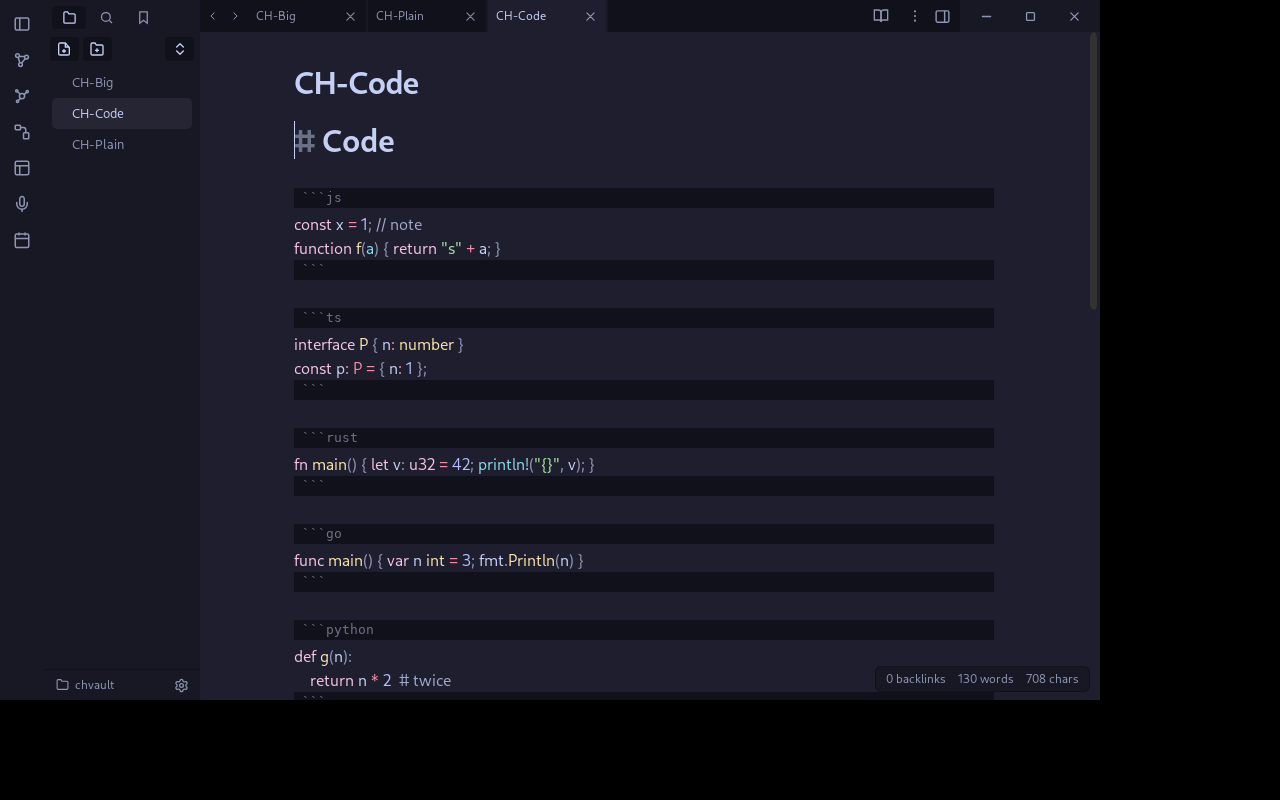 CH-Big
CH-Plain
CH-Code
CH-Big
CH-Code
CH-Plain
CH-Code
# Code
```js
const x = 1; // note
function f(a) { return "s" + a; }
```
```ts
interface P { n: number }
const p: P = { n: 1 };
```
```rust
fn main() { let v: u32 = 42; println!("{}", v); }
```
```go
func main() { var n int = 3; fmt.Println(n) }
```
```python
def g(n):
    return n * 2  # twice
```
chvault
0 backlinks 130 words 708 chars